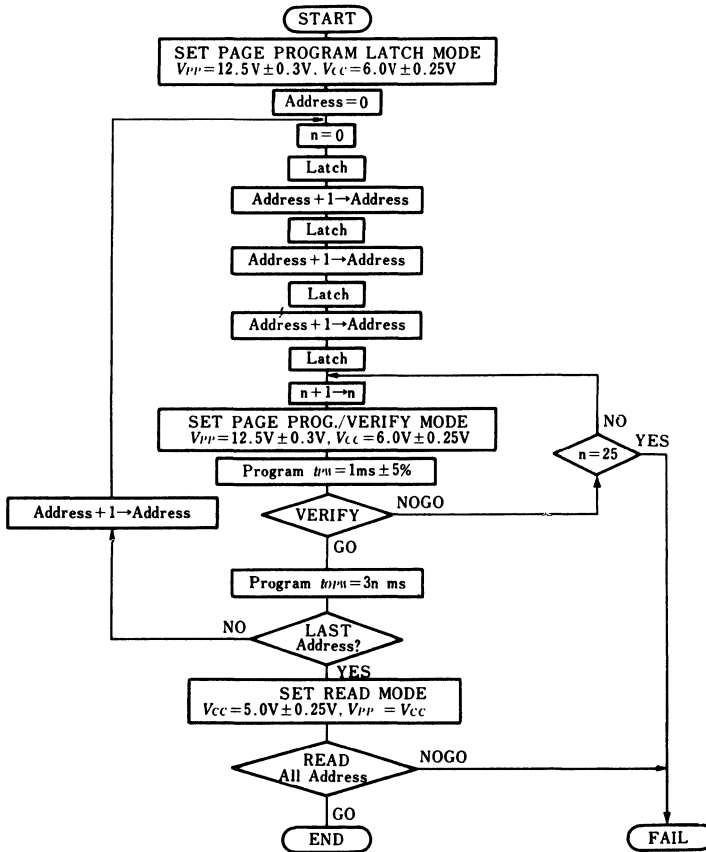 START
SET PAGE PROGRAM LATCH MODE
VPP=12.5V±0.3V. VCC=6.0V±0.25V
Address=0
n=0
Latch
Address+1→Address
Latch
Address+1→Address
Latch
Address+1→Address
Latch
n+1→n
SET PAGE PROG./VERIFY MODE
VPP=12.5V±0.3V, VCC=6.0V±0.25V
NO
YES
n=25
Program tPW=1ms±5%
Address+1→Address
VERIFY
NOGO
GO
Program tOPW=3n ms
NO
LAST
Address?
YES
SET READ MODE
VCC=5.0V±0.25V, VPP=VCC
READ
All Address
NOGO
GO
END
FAIL